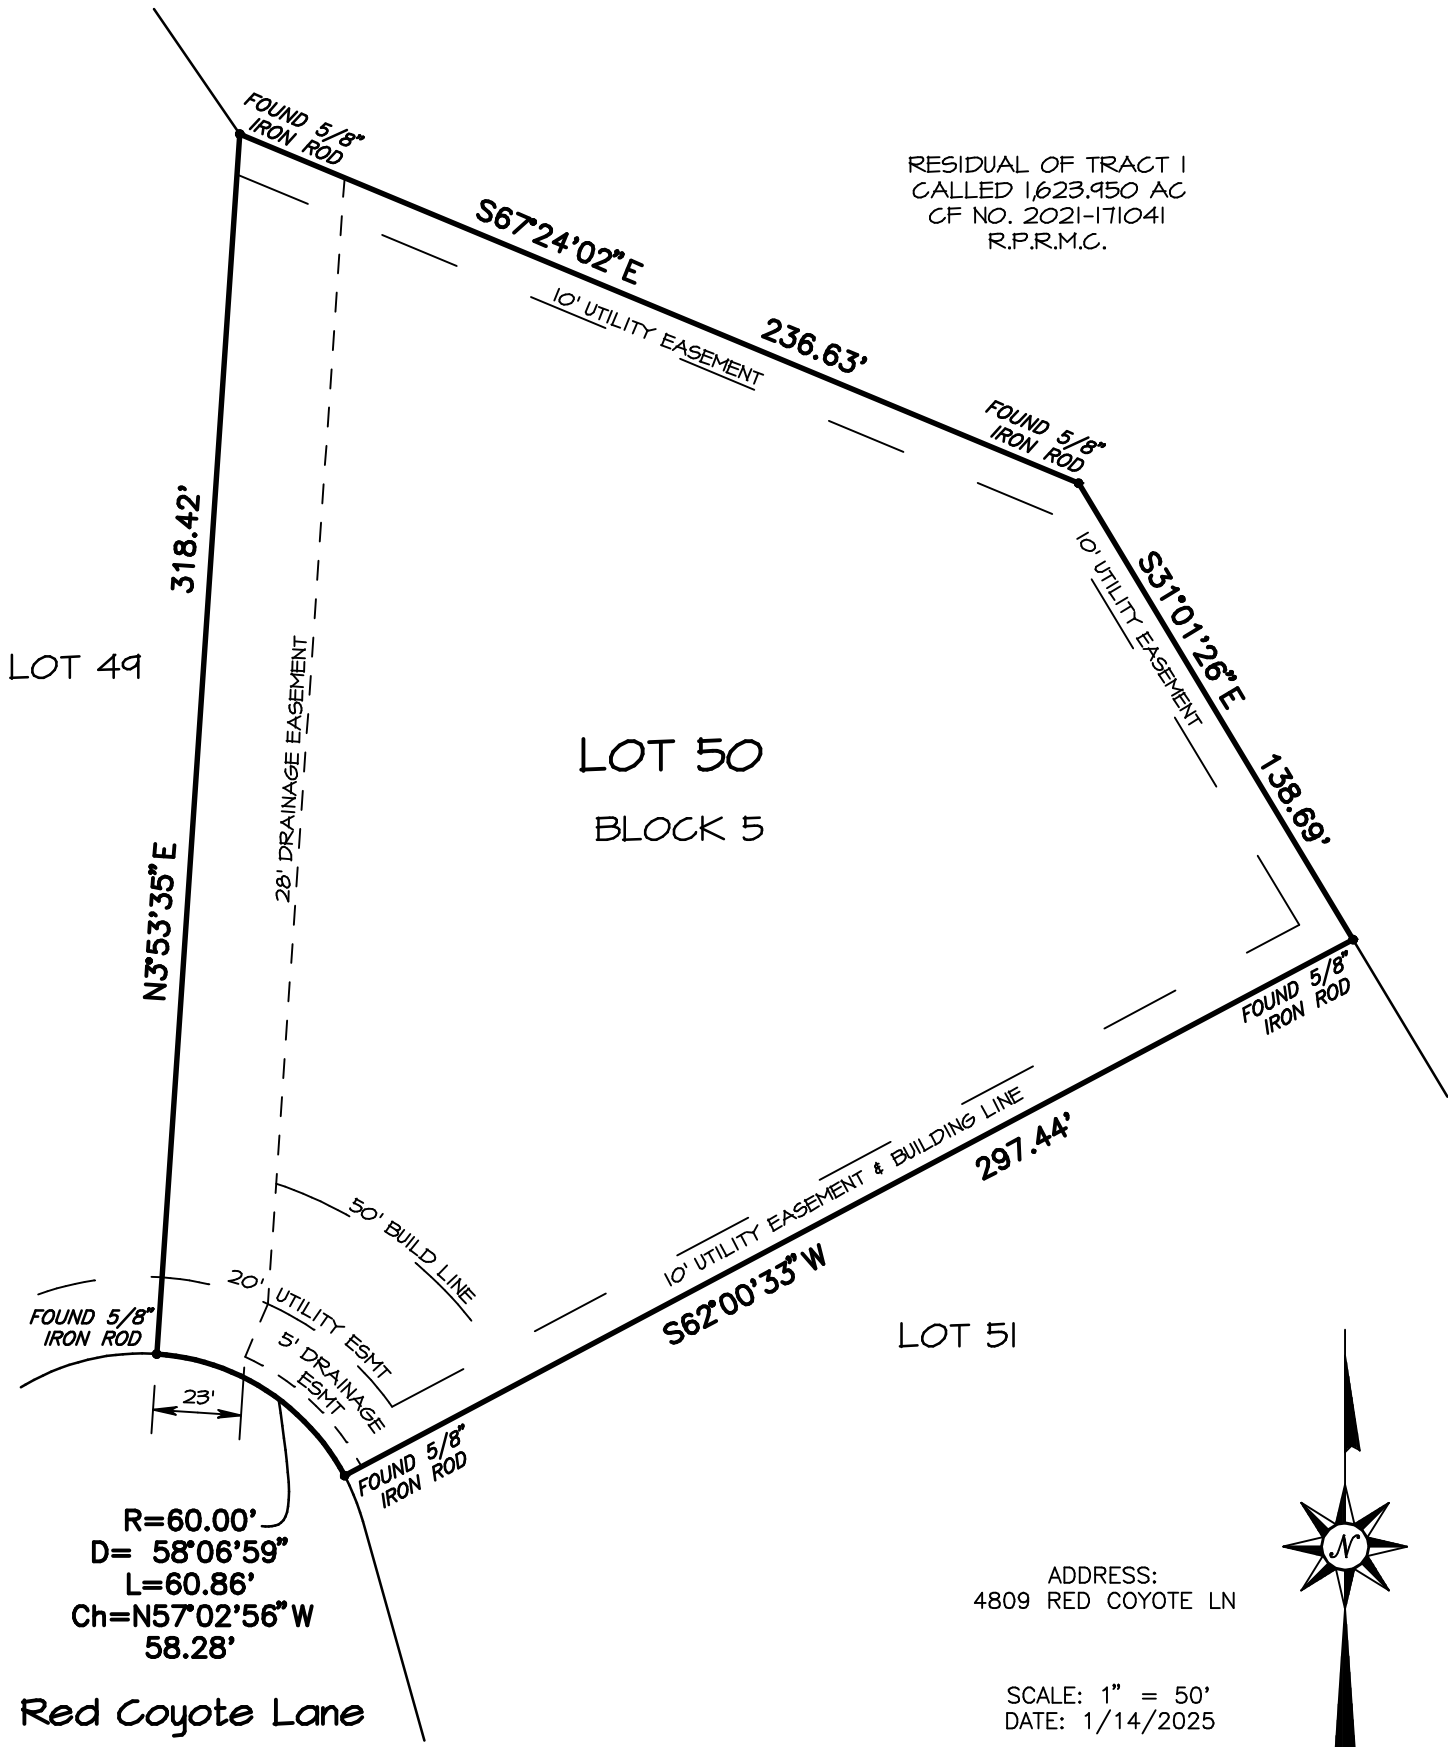 FOUND 5/8"
IRON ROD
RESIDUAL OF TRACT 1
CALLED 1,623.950 AC
CF NO. 2021-171041
R.P.R.M.C.
S67°24'02"E
236.63'
10' UTILITY EASEMENT
FOUND 5/8"
IRON ROD
318.42'
N3°53'35"E
LOT 49
28' DRAINAGE EASEMENT
10' UTILITY EASEMENT
S31°01'26"E
138.69'
LOT 50
BLOCK 5
FOUND 5/8"
IRON ROD
10' UTILITY EASEMENT & BUILDING LINE
297.44'
S62°00'33"W
50' BUILD LINE
20' UTILITY ESMT
5' DRAINAGE
ESMT
FOUND 5/8"
IRON ROD
LOT 51
23'
FOUND 5/8"
IRON ROD
R=60.00'
D= 58°06'59"
L=60.86'
Ch=N57°02'56"W
58.28'
Red Coyote Lane
N
ADDRESS:
4809 RED COYOTE LN
SCALE: 1" = 50'
DATE: 1/14/2025